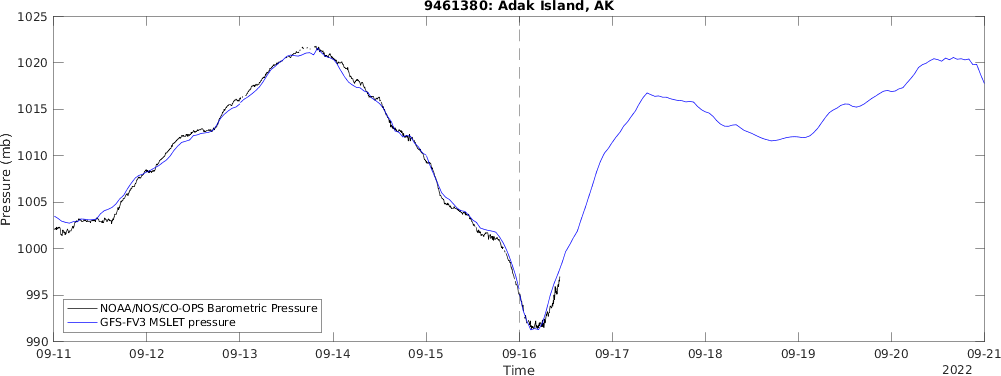 9461380: Adak Island, AK
1025
1020
1015
1010
1005
1000
995
990
Pressure (mb)
NOAA/NOS/CO-OPS Barometric Pressure
GFS-FV3 MSLET pressure
09-11 09-12 09-13 09-14 09-15 09-16 09-17 09-18 09-19 09-20 09-21
Time
2022